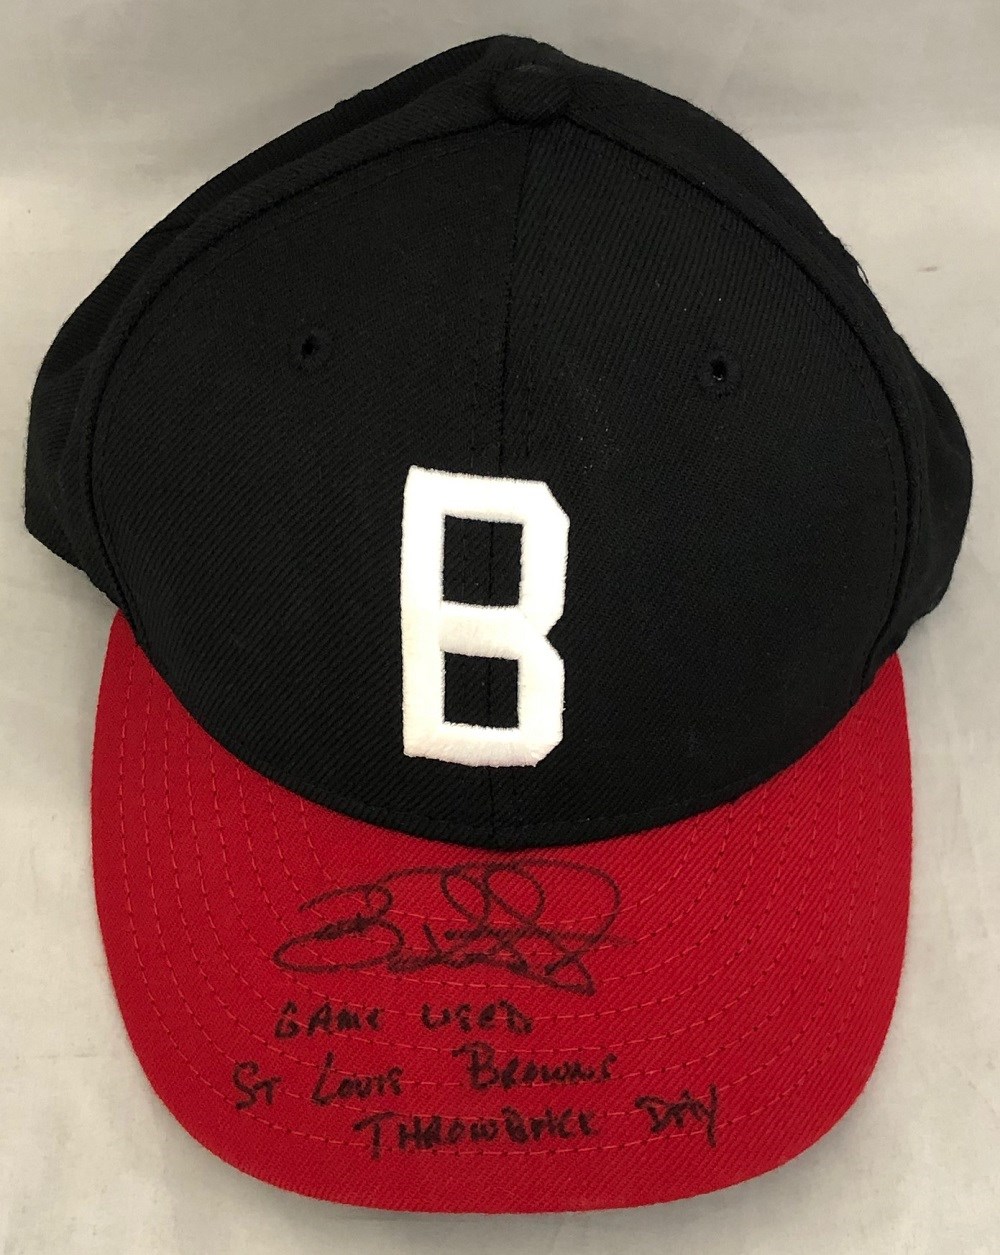 B
GAME USED
ST LOUIS BROWNS
THROWBACK DAY